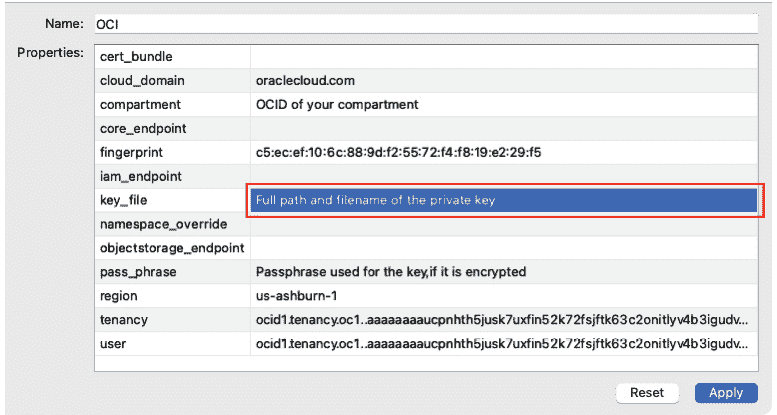 Name: OCI
Properties:
cert_bundle
cloud_domain oraclecloud.com
compartment OCID of your compartment
core_endpoint
fingerprint c5:ec:ef:10:6c:88:9d:f2:55:72:f4:f8:19:e2:29:f5
iam_endpoint
key_file Full path and filename of the private key
namespace_override
objectstorage_endpoint
pass_phrase Passphrase used for the key,if it is encrypted
region us-ashburn-1
tenancy ocid1.tenancy.oc1..aaaaaaaaucpnhth5jusk7uxfin52k72fsjftk63c2onitlyv4b3igudv...
user ocid1.tenancy.oc1..aaaaaaaaucpnhth5jusk7uxfin52k72fsjftk63c2onitlyv4b3igudv...
Reset Apply